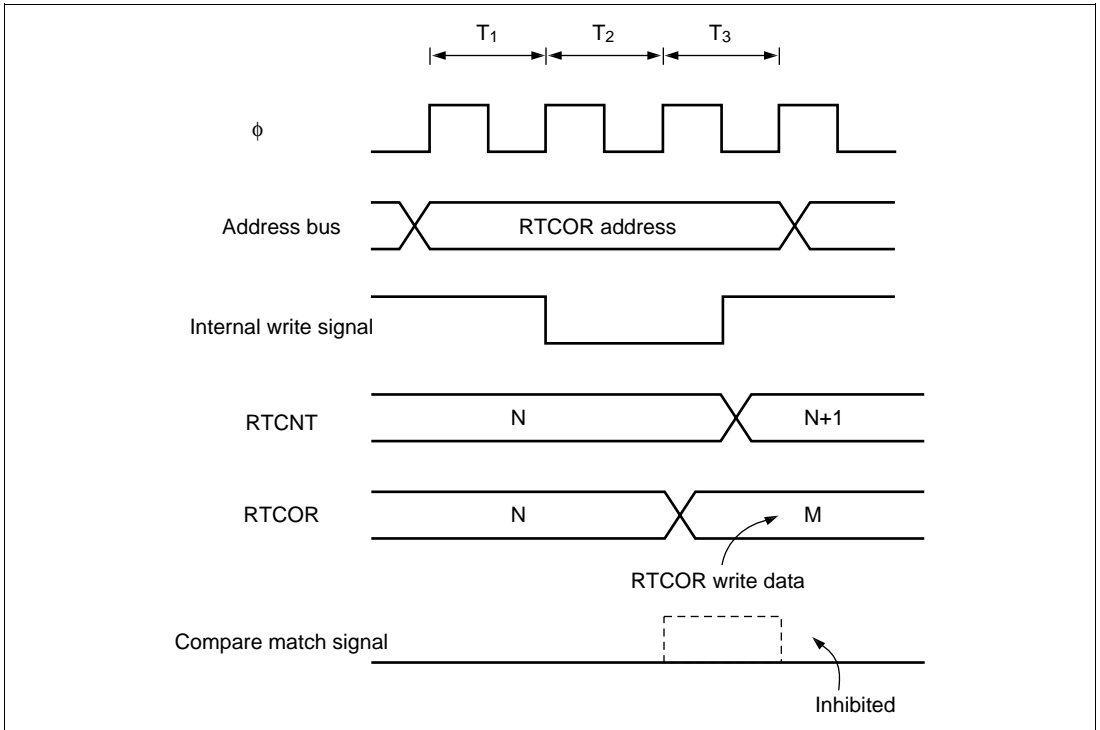 T1 T2 T3
ϕ
Address bus RTCOR address
Internal write signal
RTCNT N N+1
RTCOR N M
RTCOR write data
Compare match signal
Inhibited